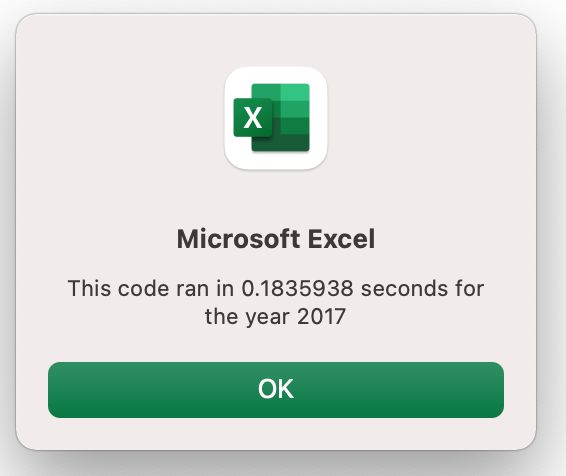 X
Microsoft Excel
This code ran in 0.1835938 seconds for
the year 2017
OK